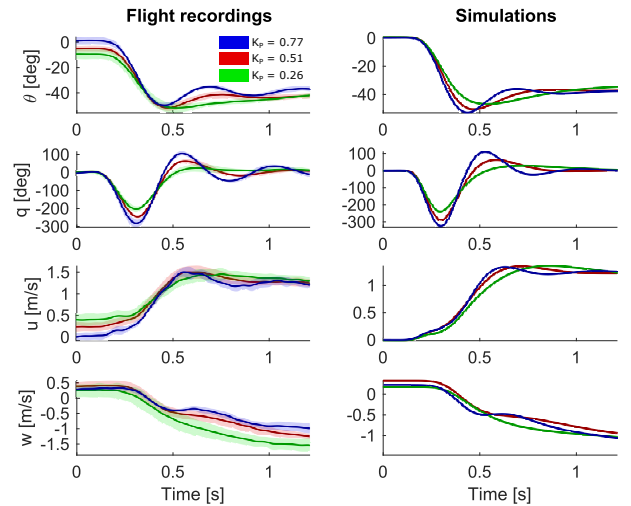 Flight recordings
Simulations
0
-20
-40
θ [deg]
K_P = 0.77
K_P = 0.51
K_P = 0.26
0 0.5 1
0
-20
-40
0 0.5 1
100
0
-100
-200
-300
q [deg]
0 0.5 1
100
0
-100
-200
-300
0 0.5 1
1.5
1
0.5
0
u [m/s]
0 0.5 1
1
0.5
0
0 0.5 1
0.5
0
-0.5
-1
-1.5
w [m/s]
0 0.5 1
Time [s]
0
-0.5
-1
0 0.5 1
Time [s]